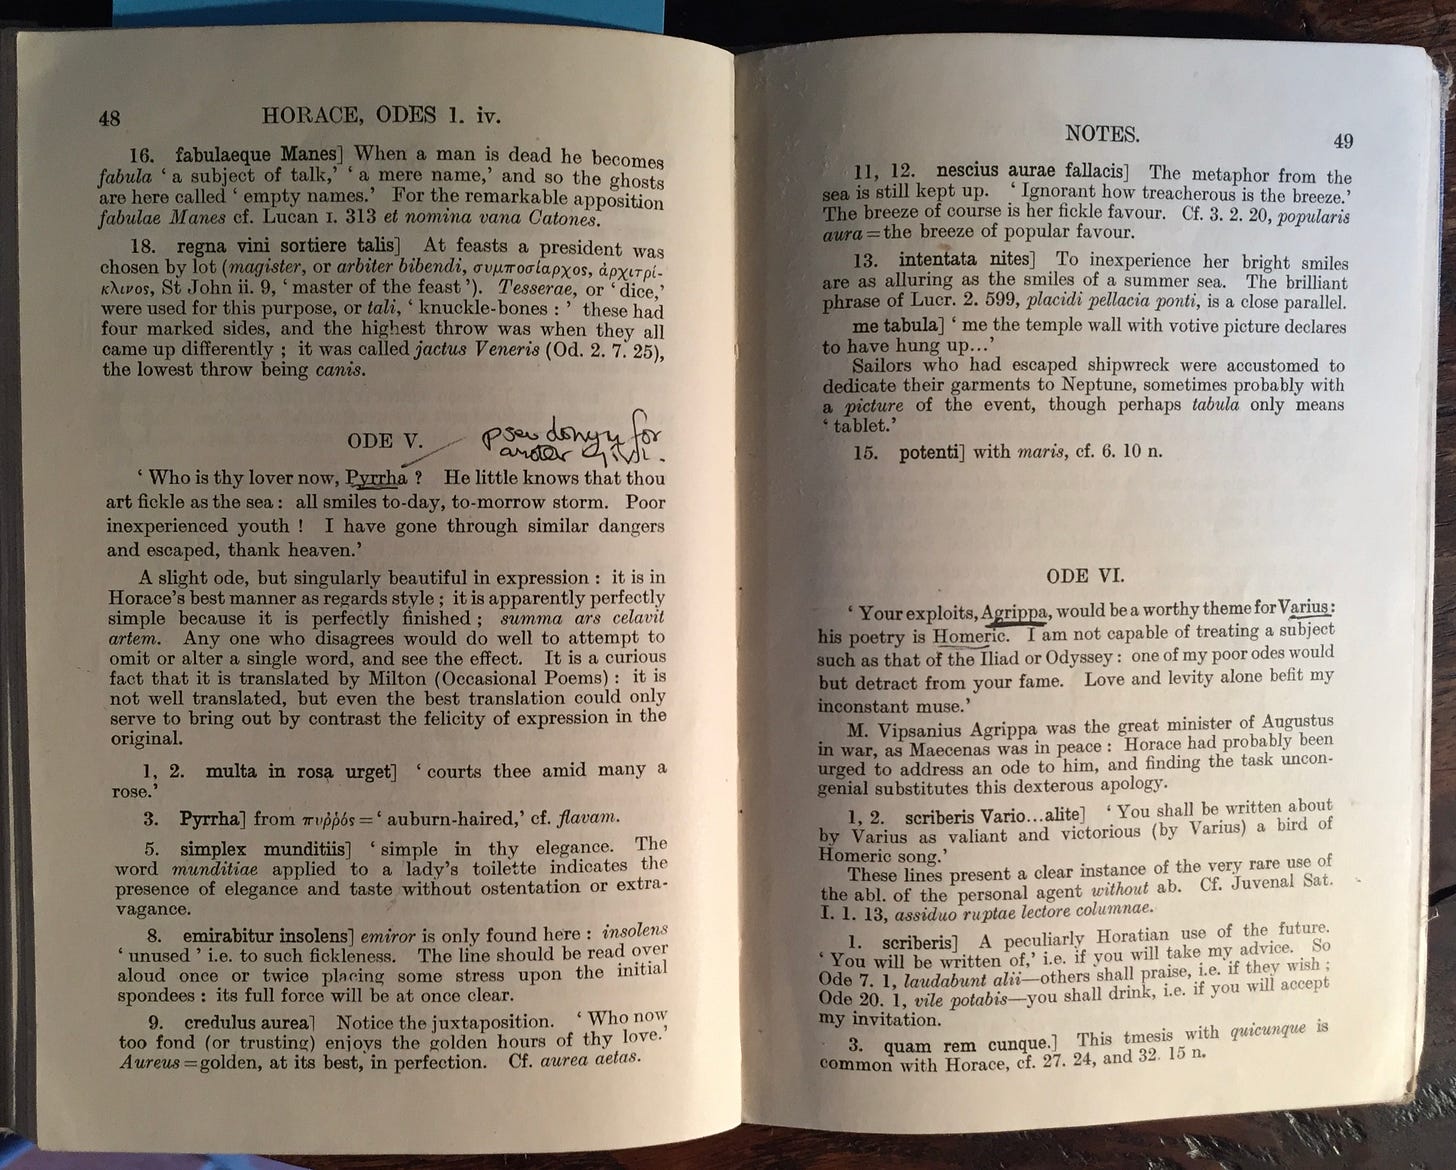 48 HORACE, ODES 1. iv.
16. fabulaeque Manes] When a man is dead he becomes
fabula ‘ a subject of talk,’ ‘ a mere name,’ and so the ghosts
are here called ‘ empty names.’ For the remarkable apposition
fabulae Manes cf. Lucan I. 313 et nomina vana Catones.
18. regna vini sortiere talis] At feasts a president was
chosen by lot (magister, or arbiter bibendi, συμποσίαρχος, ἀρχιτρί-
κλινος, St John ii. 9, ‘ master of the feast ’). Tesserae, or ‘ dice,’
were used for this purpose, or tali, ‘ knuckle-bones : ’ these had
four marked sides, and the highest throw was when they all
came up differently ; it was called jactus Veneris (Od. 2. 7. 25),
the lowest throw being canis.
ODE V.
pseudonym for
another girl.
‘ Who is thy lover now, Pyrrha ? He little knows that thou
art fickle as the sea : all smiles to-day, to-morrow storm. Poor
inexperienced youth ! I have gone through similar dangers
and escaped, thank heaven.’
A slight ode, but singularly beautiful in expression : it is in
Horace's best manner as regards style ; it is apparently perfectly
simple because it is perfectly finished ; summa ars celavit
artem. Any one who disagrees would do well to attempt to
omit or alter a single word, and see the effect. It is a curious
fact that it is translated by Milton (Occasional Poems) : it is
not well translated, but even the best translation could only
serve to bring out by contrast the felicity of expression in the
original.
1, 2. multa in rosa urget] ‘ courts thee amid many a
rose.’
3. Pyrrha] from πυῤῥός = ‘ auburn-haired,’ cf. flavam.
5. simplex munditiis] ‘ simple in thy elegance. The
word munditiae applied to a lady's toilette indicates the
presence of elegance and taste without ostentation or extra-
vagance.
8. emirabitur insolens] emiror is only found here : insolens
‘ unused ’ i.e. to such fickleness. The line should be read over
aloud once or twice placing some stress upon the initial
spondees : its full force will be at once clear.
9. credulus aurea] Notice the juxtaposition. ‘ Who now
too fond (or trusting) enjoys the golden hours of thy love.’
Aureus = golden, at its best, in perfection. Cf. aurea aetas.
NOTES. 49
11, 12. nescius aurae fallacis] The metaphor from the
sea is still kept up. ‘ Ignorant how treacherous is the breeze.’
The breeze of course is her fickle favour. Cf. 3. 2. 20, popularis
aura = the breeze of popular favour.
13. intentata nites] To inexperience her bright smiles
are as alluring as the smiles of a summer sea. The brilliant
phrase of Lucr. 2. 599, placidi pellacia ponti, is a close parallel.
me tabula] ‘ me the temple wall with votive picture declares
to have hung up...’
Sailors who had escaped shipwreck were accustomed to
dedicate their garments to Neptune, sometimes probably with
a picture of the event, though perhaps tabula only means
‘ tablet.’
15. potenti] with maris, cf. 6. 10 n.
ODE VI.
‘ Your exploits, Agrippa, would be a worthy theme for Varius :
his poetry is Homeric. I am not capable of treating a subject
such as that of the Iliad or Odyssey : one of my poor odes would
but detract from your fame. Love and levity alone befit my
inconstant muse.’
M. Vipsanius Agrippa was the great minister of Augustus
in war, as Maecenas was in peace : Horace had probably been
urged to address an ode to him, and finding the task uncon-
genial substitutes this dexterous apology.
1, 2. scriberis Vario...alite] ‘ You shall be written about
by Varius as valiant and victorious (by Varius) a bird of
Homeric song.’
These lines present a clear instance of the very rare use of
the abl. of the personal agent without ab. Cf. Juvenal Sat.
I. 1. 13, assiduo ruptae lectore columnae.
1. scriberis] A peculiarly Horatian use of the future.
‘ You will be written of,’ i.e. if you will take my advice. So
Ode 7. 1, laudabunt alii—others shall praise, i.e. if they wish ;
Ode 20. 1, vile potabis—you shall drink, i.e. if you will accept
my invitation.
3. quam rem cunque.] This tmesis with quicunque is
common with Horace, cf. 27. 24, and 32. 15 n.